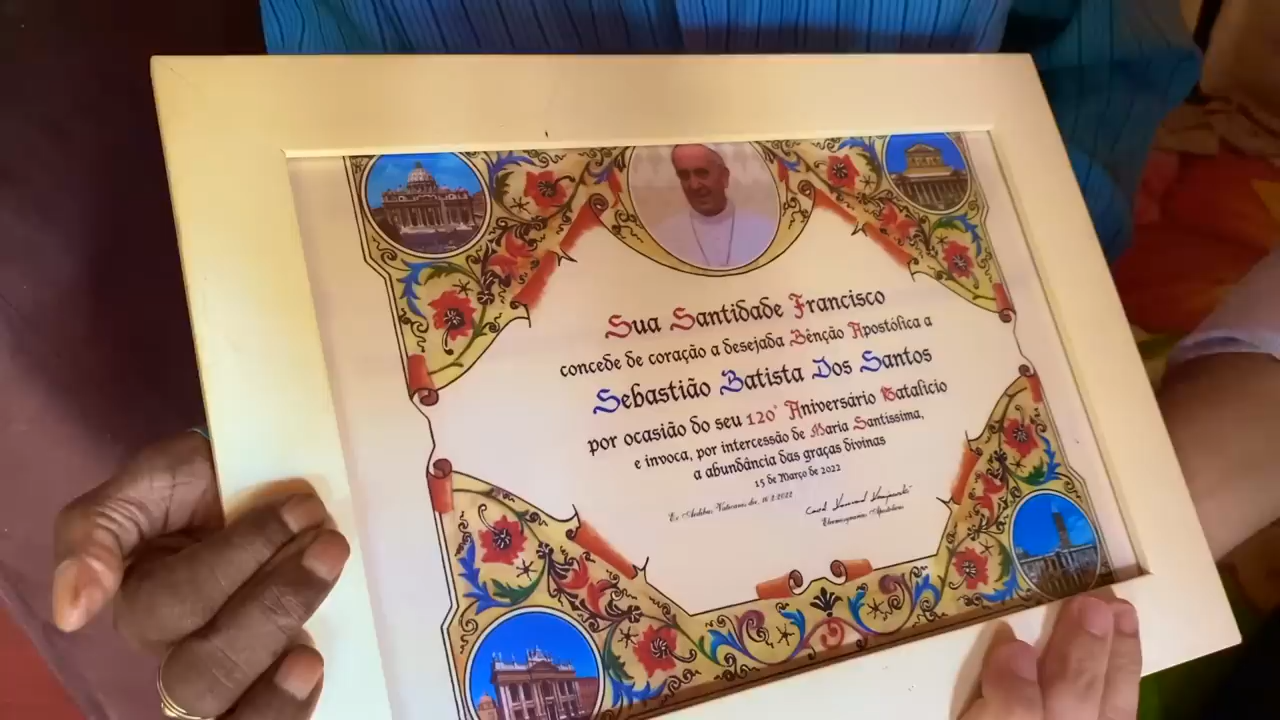 Sua Santidade Francisco
concede de coração a desejada Bênção Apostólica a
Sebastião Batista Dos Santos
por ocasião do seu 120° Aniversário Natalício
e invoca, por intercessão de Maria Santíssima,
a abundância das graças divinas
15 de Março de 2022
Ex Aedibus Vaticanis, die, 16.2.2022